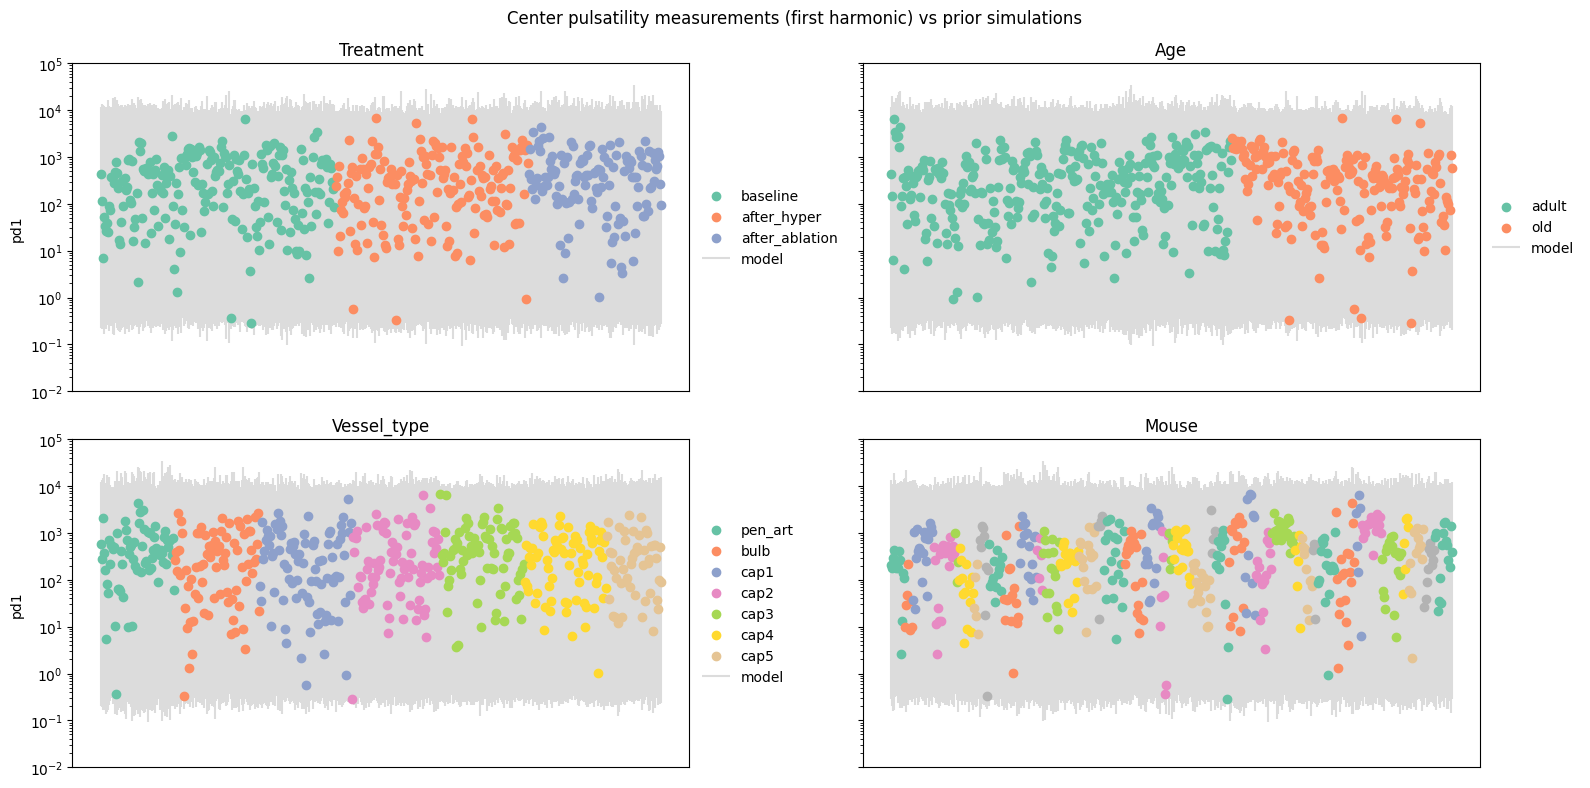 Center pulsatility measurements (first harmonic) vs prior simulations
Treatment
pd1
10^5
10^4
10^3
10^2
10^1
10^0
10^-1
10^-2
baseline
after_hyper
after_ablation
model
Age
adult
old
model
Vessel_type
pd1
10^5
10^4
10^3
10^2
10^1
10^0
10^-1
10^-2
pen_art
bulb
cap1
cap2
cap3
cap4
cap5
model
Mouse